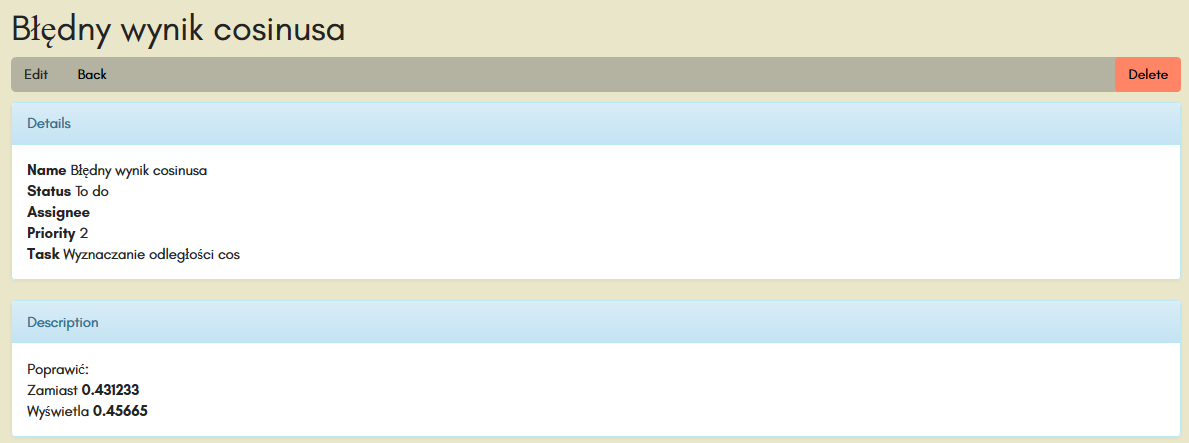 Błędny wynik cosinusa
Edit Back Delete
Details
Name Błędny wynik cosinusa
Status To do
Assignee
Priority 2
Task Wyznaczanie odległości cos
Description
Poprawić:
Zamiast 0.431233
Wyświetla 0.45665